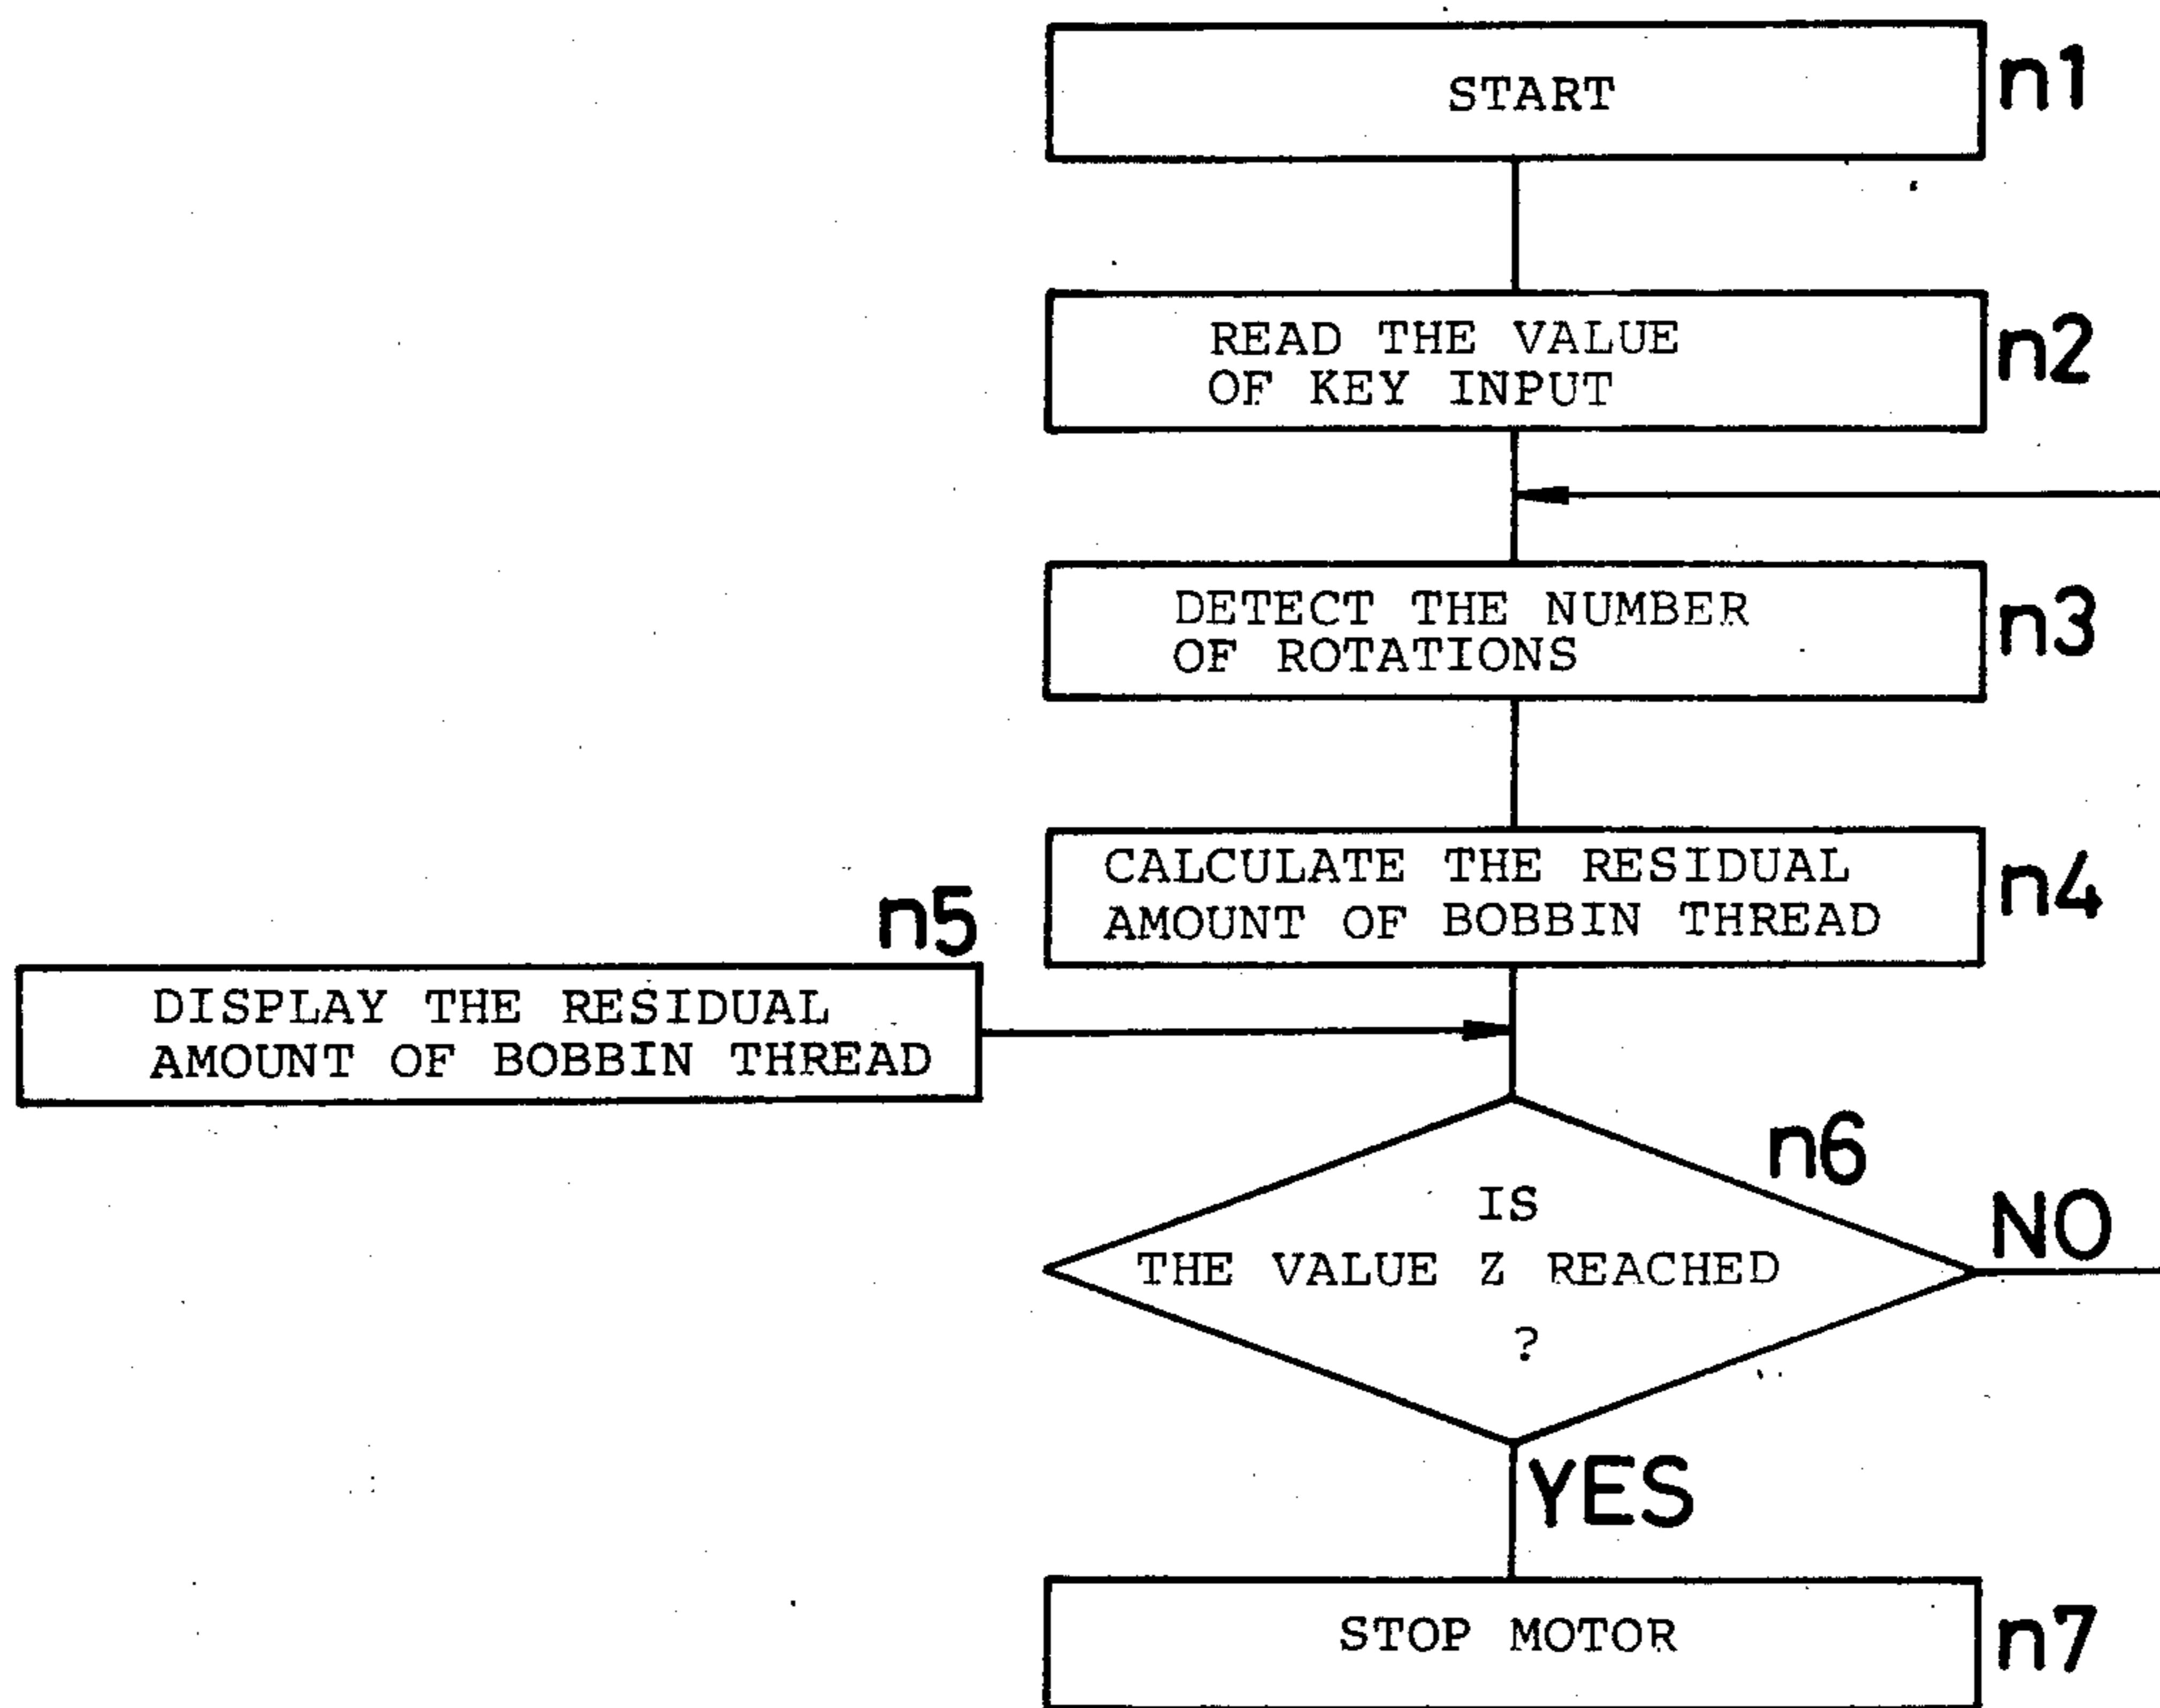 START
n1
READ THE VALUE
OF KEY INPUT
n2
DETECT THE NUMBER
OF ROTATIONS
n3
CALCULATE THE RESIDUAL
AMOUNT OF BOBBIN THREAD
n4
n5
DISPLAY THE RESIDUAL
AMOUNT OF BOBBIN THREAD
n6
IS
THE VALUE Z REACHED
?
NO
YES
STOP MOTOR
n7